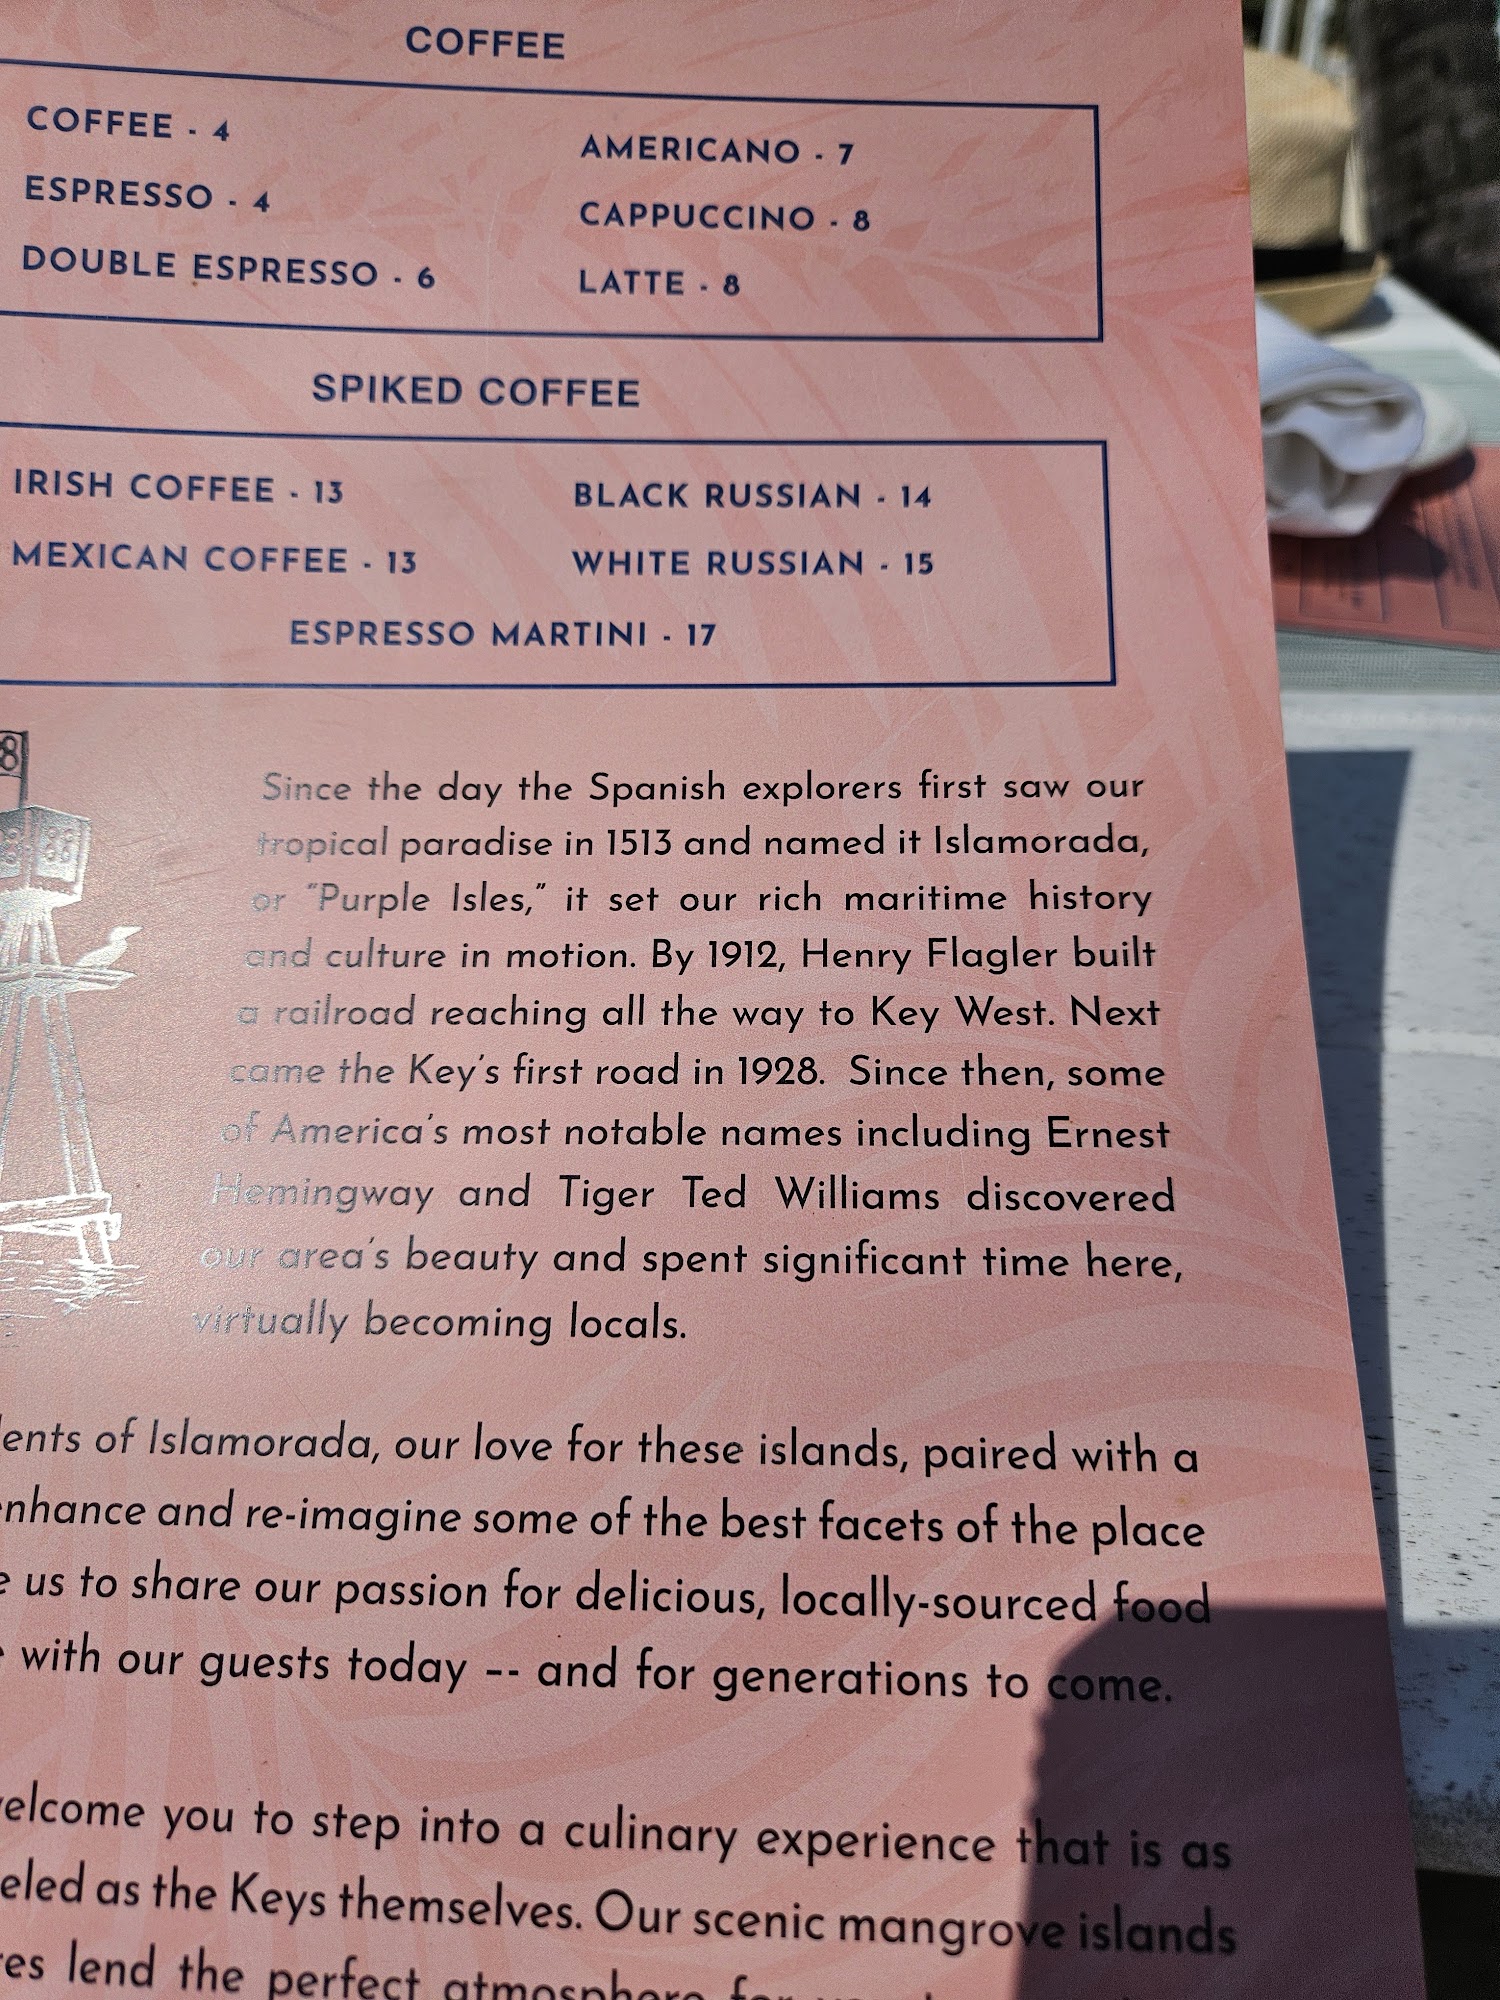 COFFEE
COFFEE - 4
ESPRESSO - 4
DOUBLE ESPRESSO - 6
AMERICANO - 7
CAPPUCCINO - 8
LATTE - 8
SPIKED COFFEE
IRISH COFFEE - 13
MEXICAN COFFEE - 13
BLACK RUSSIAN - 14
WHITE RUSSIAN - 15
ESPRESSO MARTINI - 17
8
Since the day the Spanish explorers first saw our
tropical paradise in 1513 and named it Islamorada,
or “Purple Isles,” it set our rich maritime history
and culture in motion. By 1912, Henry Flagler built
a railroad reaching all the way to Key West. Next
came the Key's first road in 1928. Since then, some
of America's most notable names including Ernest
Hemingway and Tiger Ted Williams discovered
our area's beauty and spent significant time here,
virtually becoming locals.
ents of Islamorada, our love for these islands, paired with a
enhance and re-imagine some of the best facets of the place
e us to share our passion for delicious, locally-sourced food
with our guests today -- and for generations to come.
elcome you to step into a culinary experience that is as
eled as the Keys themselves. Our scenic mangrove islands
res lend the perfect atmosphere for